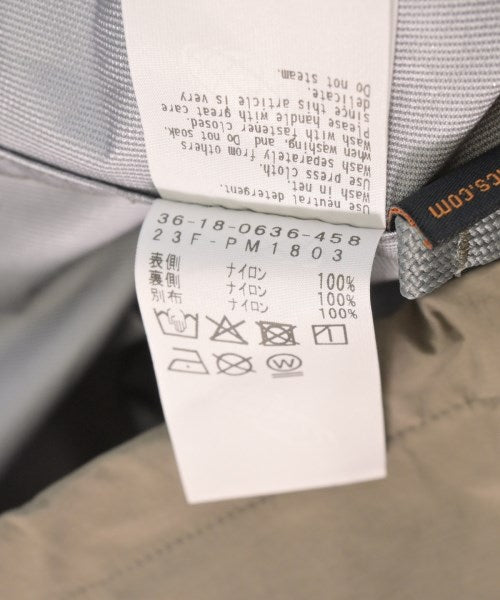 Use neutral detergent.
Wash in net.
Use press cloth.
Wash separately from others
when washing, and Do not soak.
Wash with fastener closed.
Please handle with great care
since this article is very
delicate.
Do not steam.
36-18-0636-458
23F-PM1803
表側 ナイロン 100%
裏側 ナイロン 100%
別布 ナイロン 100%
W
cs.com